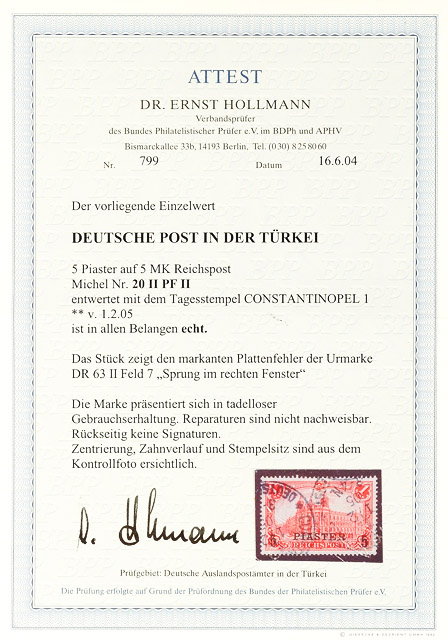 ATTEST
DR. ERNST HOLLMANN
Verbandsprüfer
des Bundes Philatelistischer Prüfer e.V. im BDPh und APHV
Bismarckallee 33b, 14193 Berlin, Tel. (030) 8258060
Nr. 799 Datum 16.6.04
Der vorliegende Einzelwert
DEUTSCHE POST IN DER TÜRKEI
5 Piaster auf 5 MK Reichspost
Michel Nr. 20 II PF II
entwertet mit dem Tagesstempel CONSTANTINOPEL 1
** v. 1.2.05
ist in allen Belangen echt.
Das Stück zeigt den markanten Plattenfehler der Urmarke
DR 63 II Feld 7 „Sprung im rechten Fenster“
Die Marke präsentiert sich in tadelloser
Gebrauchserhaltung. Reparaturen sind nicht nachweisbar.
Rückseitig keine Signaturen.
Zentrierung, Zahnverlauf und Stempelsitz sind aus dem
Kontrollfoto ersichtlich.
5 PIASTER 5
REICHSPOST
Prüfgebiet: Deutsche Auslandspostämter in der Türkei
Die Prüfung erfolgte auf Grund der Prüfordnung des Bundes der Philatelistischen Prüfer e.V.